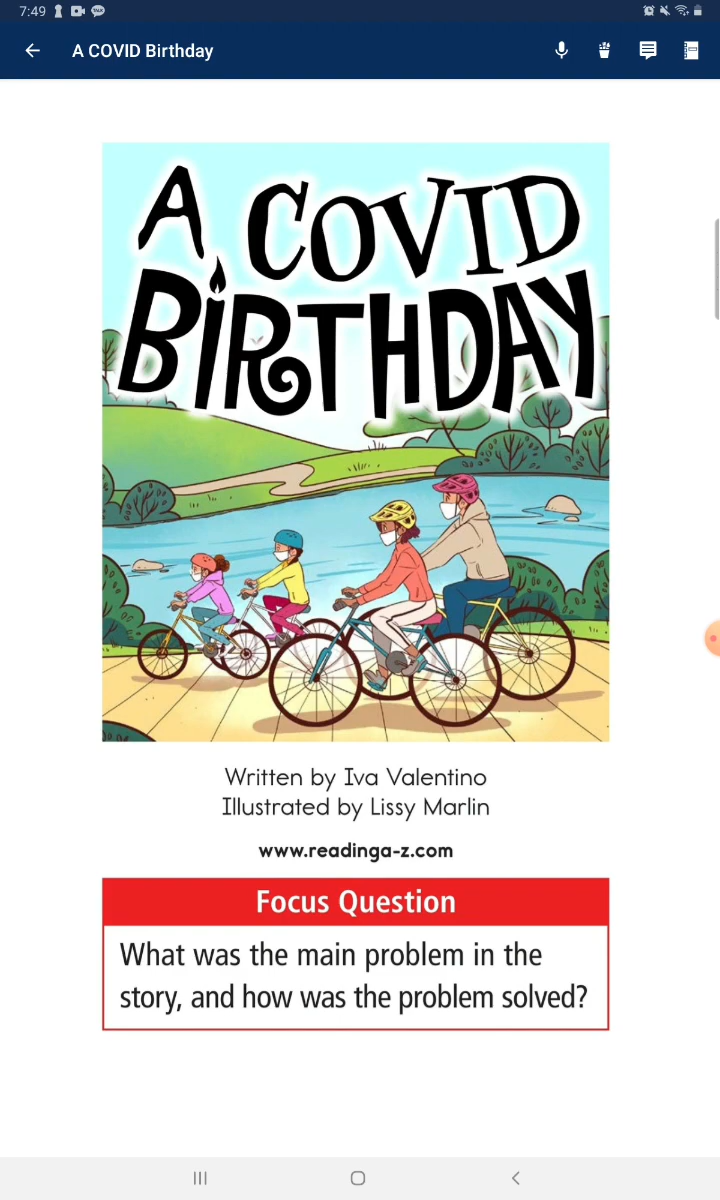 7:49
TALK
A COVID Birthday
A COVID
BiRTHDAY
Written by Iva Valentino
Illustrated by Lissy Marlin
www.readinga-z.com
Focus Question
What was the main problem in the
story, and how was the problem solved?